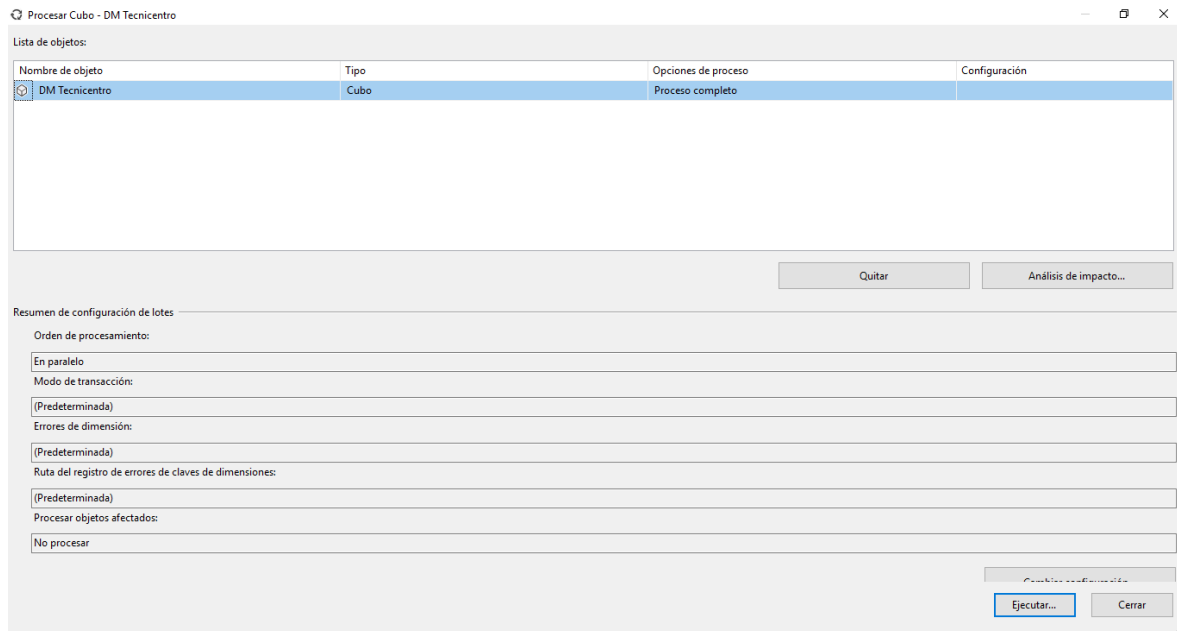 Procesar Cubo - DM Tecnicentro
Lista de objetos:
Nombre de objeto Tipo Opciones de proceso Configuración
DM Tecnicentro Cubo Proceso completo
Quitar Análisis de impacto...
Resumen de configuración de lotes
Orden de procesamiento:
En paralelo
Modo de transacción:
(Predeterminada)
Errores de dimensión:
(Predeterminada)
Ruta del registro de errores de claves de dimensiones:
(Predeterminada)
Procesar objetos afectados:
No procesar
Cambiar configuración...
Ejecutar... Cerrar